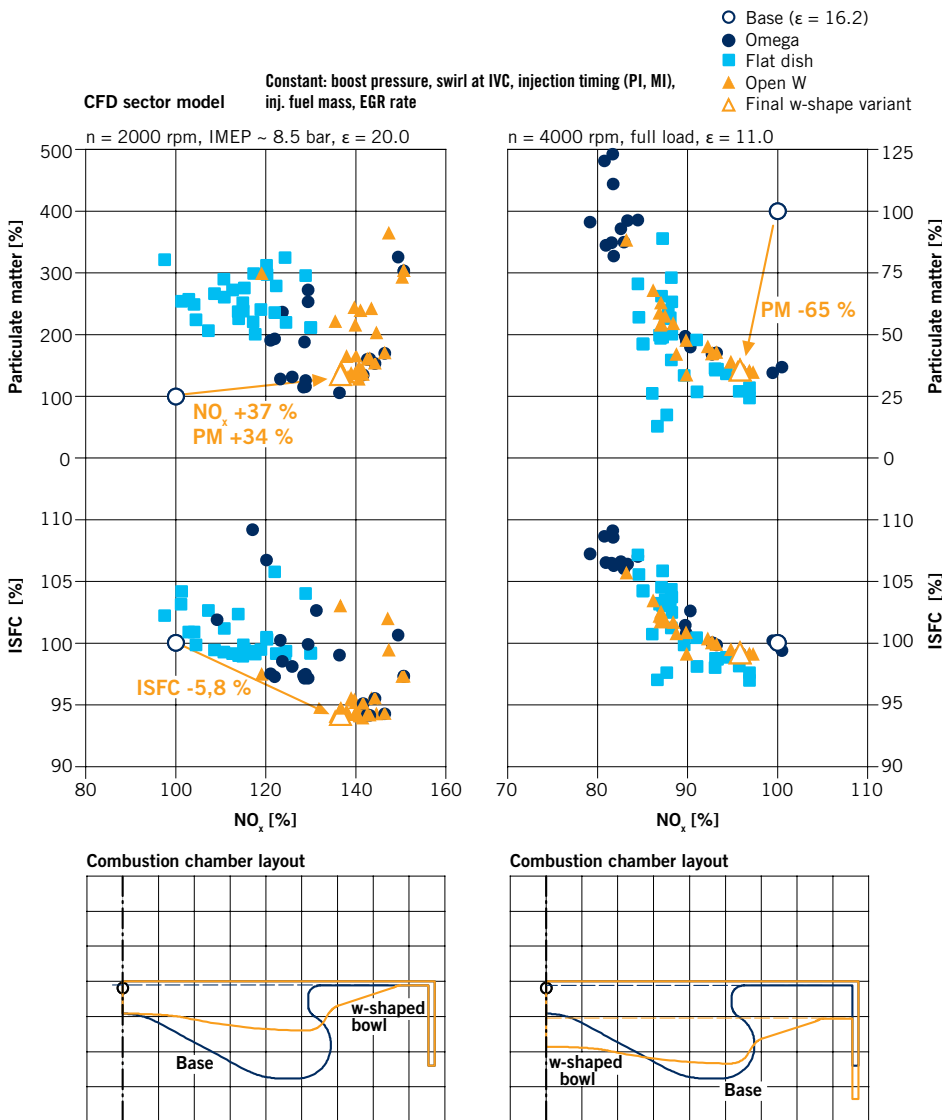 Base (ε = 16.2)
Omega
Flat dish
Open W
Final w-shape variant
CFD sector model
Constant: boost pressure, swirl at IVC, injection timing (PI, MI),
inj. fuel mass, EGR rate
n = 2000 rpm, IMEP ~ 8.5 bar, ε = 20.0
n = 4000 rpm, full load, ε = 11.0
500
400
300
200
100
0
Particulate matter [%]
NOx +37 %
PM +34 %
125
100
75
50
25
0
Particulate matter [%]
PM -65 %
110
105
100
95
90
ISFC [%]
ISFC -5,8 %
80
100
120
140
160
NOx [%]
110
105
100
95
90
ISFC [%]
70
80
90
100
110
NOx [%]
Combustion chamber layout
w-shaped
bowl
Base
Combustion chamber layout
w-shaped
bowl
Base